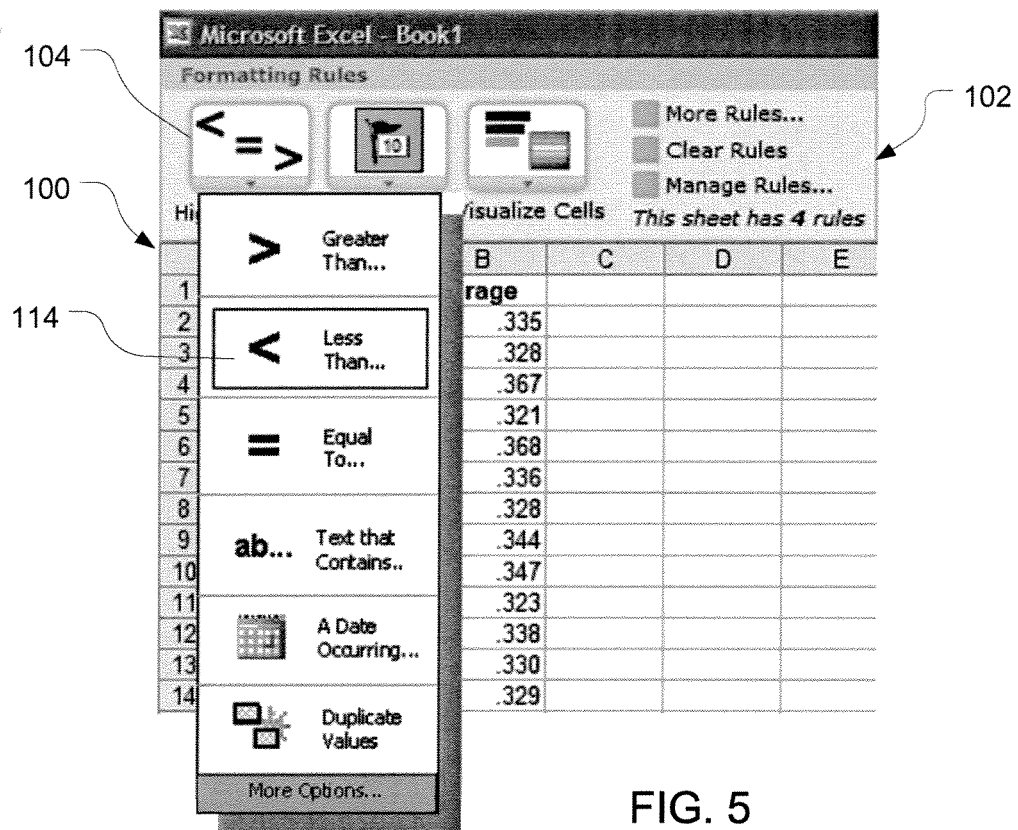 Microsoft Excel - Book1
104
Formatting Rules
102
< = >
10
More Rules...
Clear Rules
Manage Rules...
This sheet has 4 rules
Visualize Cells
100
> Greater
Than...
B C D E
1 rage
114
< Less
Than...
2 .335
3 .328
4 .367
5 .321
= Equal
To...
6 .368
7 .336
8 .328
ab... Text that
Contains..
9 .344
10 .347
11 .323
A Date
Occurring...
12 .338
13 .330
14 .329
Duplicate
Values
More Options...
FIG. 5